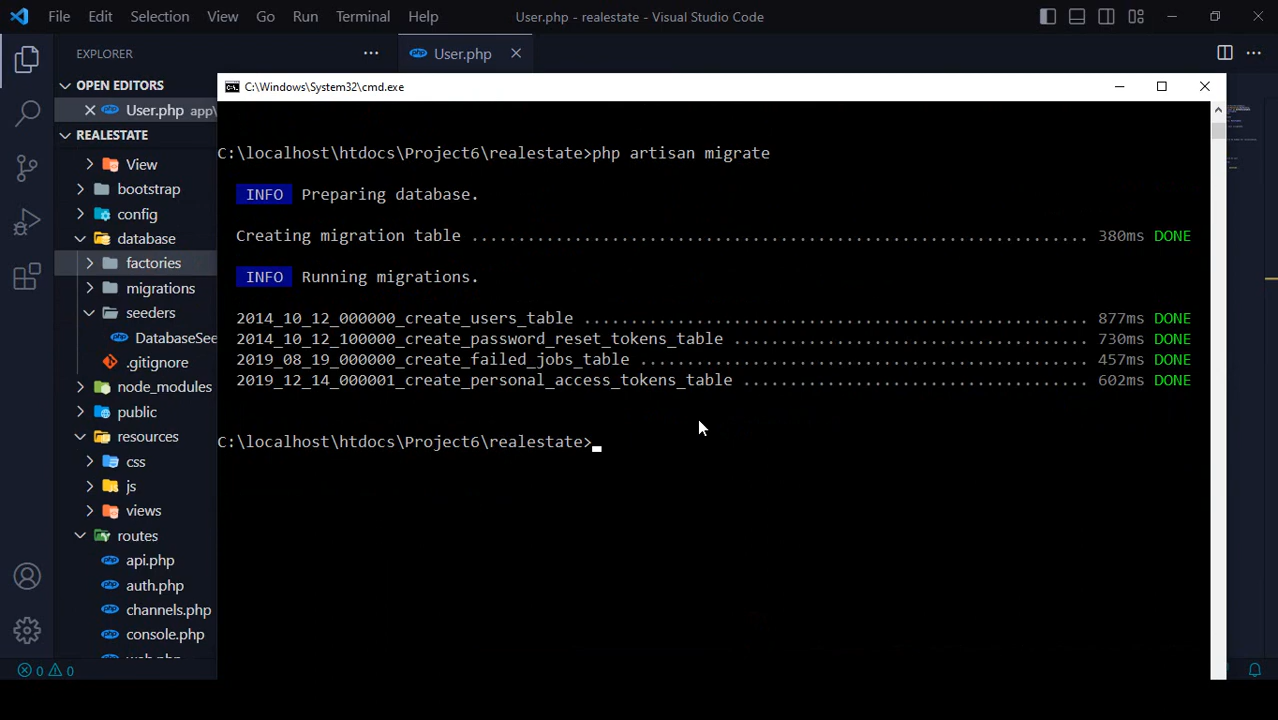 File Edit Selection View Go Run Terminal Help
User.php - realestate - Visual Studio Code
EXPLORER
User.php
OPEN EDITORS
User.php app\
REALESTATE
View
bootstrap
config
database
factories
migrations
seeders
DatabaseSee
.gitignore
node_modules
public
resources
css
js
views
routes
api.php
auth.php
channels.php
console.php
web.php
0 0
C:\Windows\System32\cmd.exe
C:\localhost\htdocs\Project6\realestate>php artisan migrate
INFO Preparing database.
Creating migration table .................................................................. 380ms DONE
INFO Running migrations.
2014_10_12_000000_create_users_table ...................................................... 877ms DONE
2014_10_12_100000_create_password_reset_tokens_table ...................................... 730ms DONE
2019_08_19_000000_create_failed_jobs_table ................................................ 457ms DONE
2019_12_14_000001_create_personal_access_tokens_table ..................................... 602ms DONE
C:\localhost\htdocs\Project6\realestate>